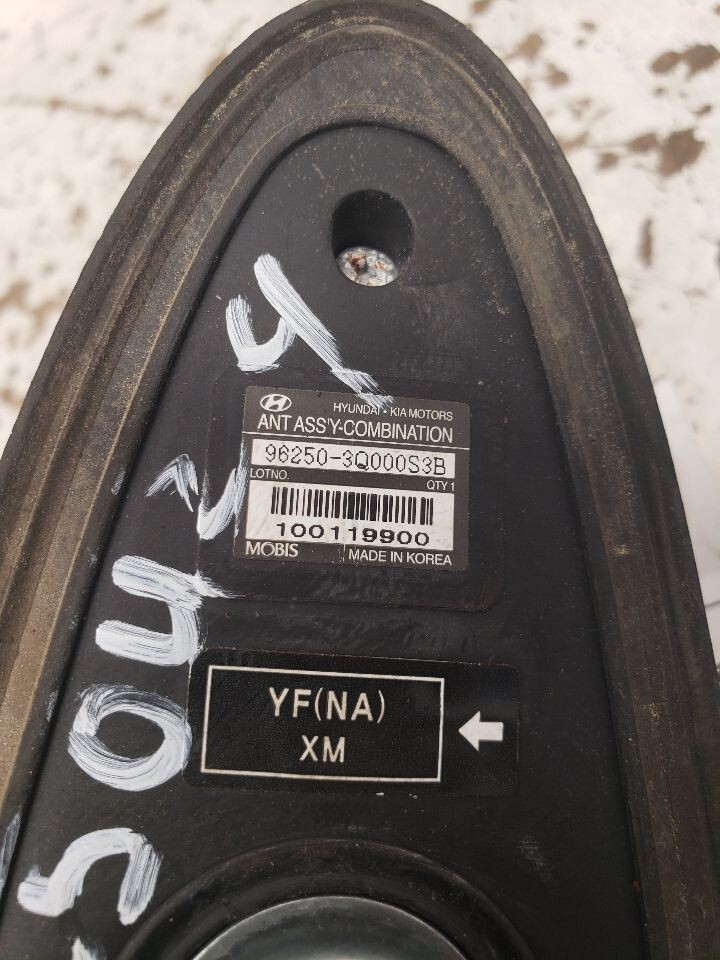 HYUNDAI • KIA MOTORS
ANT ASS'Y-COMBINATION
96250-3Q000S3B
LOTNO. QTY 1
100119900
MOBIS MADE IN KOREA
YF(NA)
XM